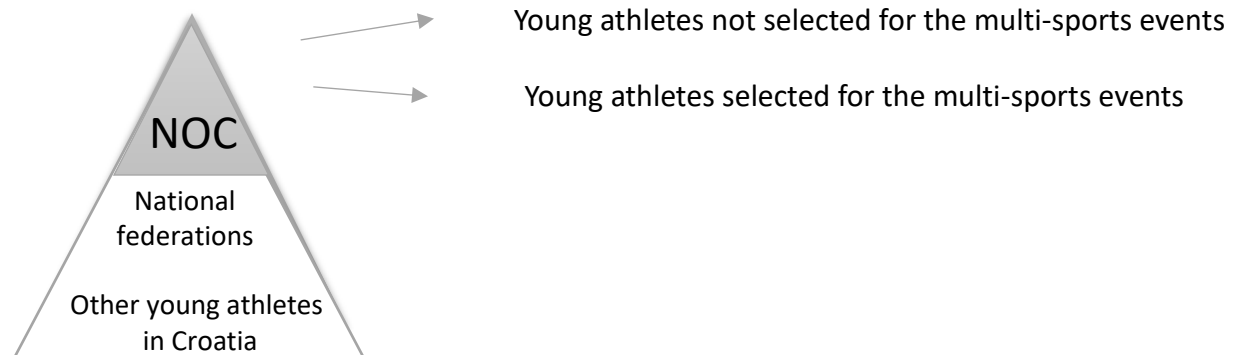 Young athletes not selected for the multi-sports events
Young athletes selected for the multi-sports events
NOC
National
federations
Other young athletes
in Croatia